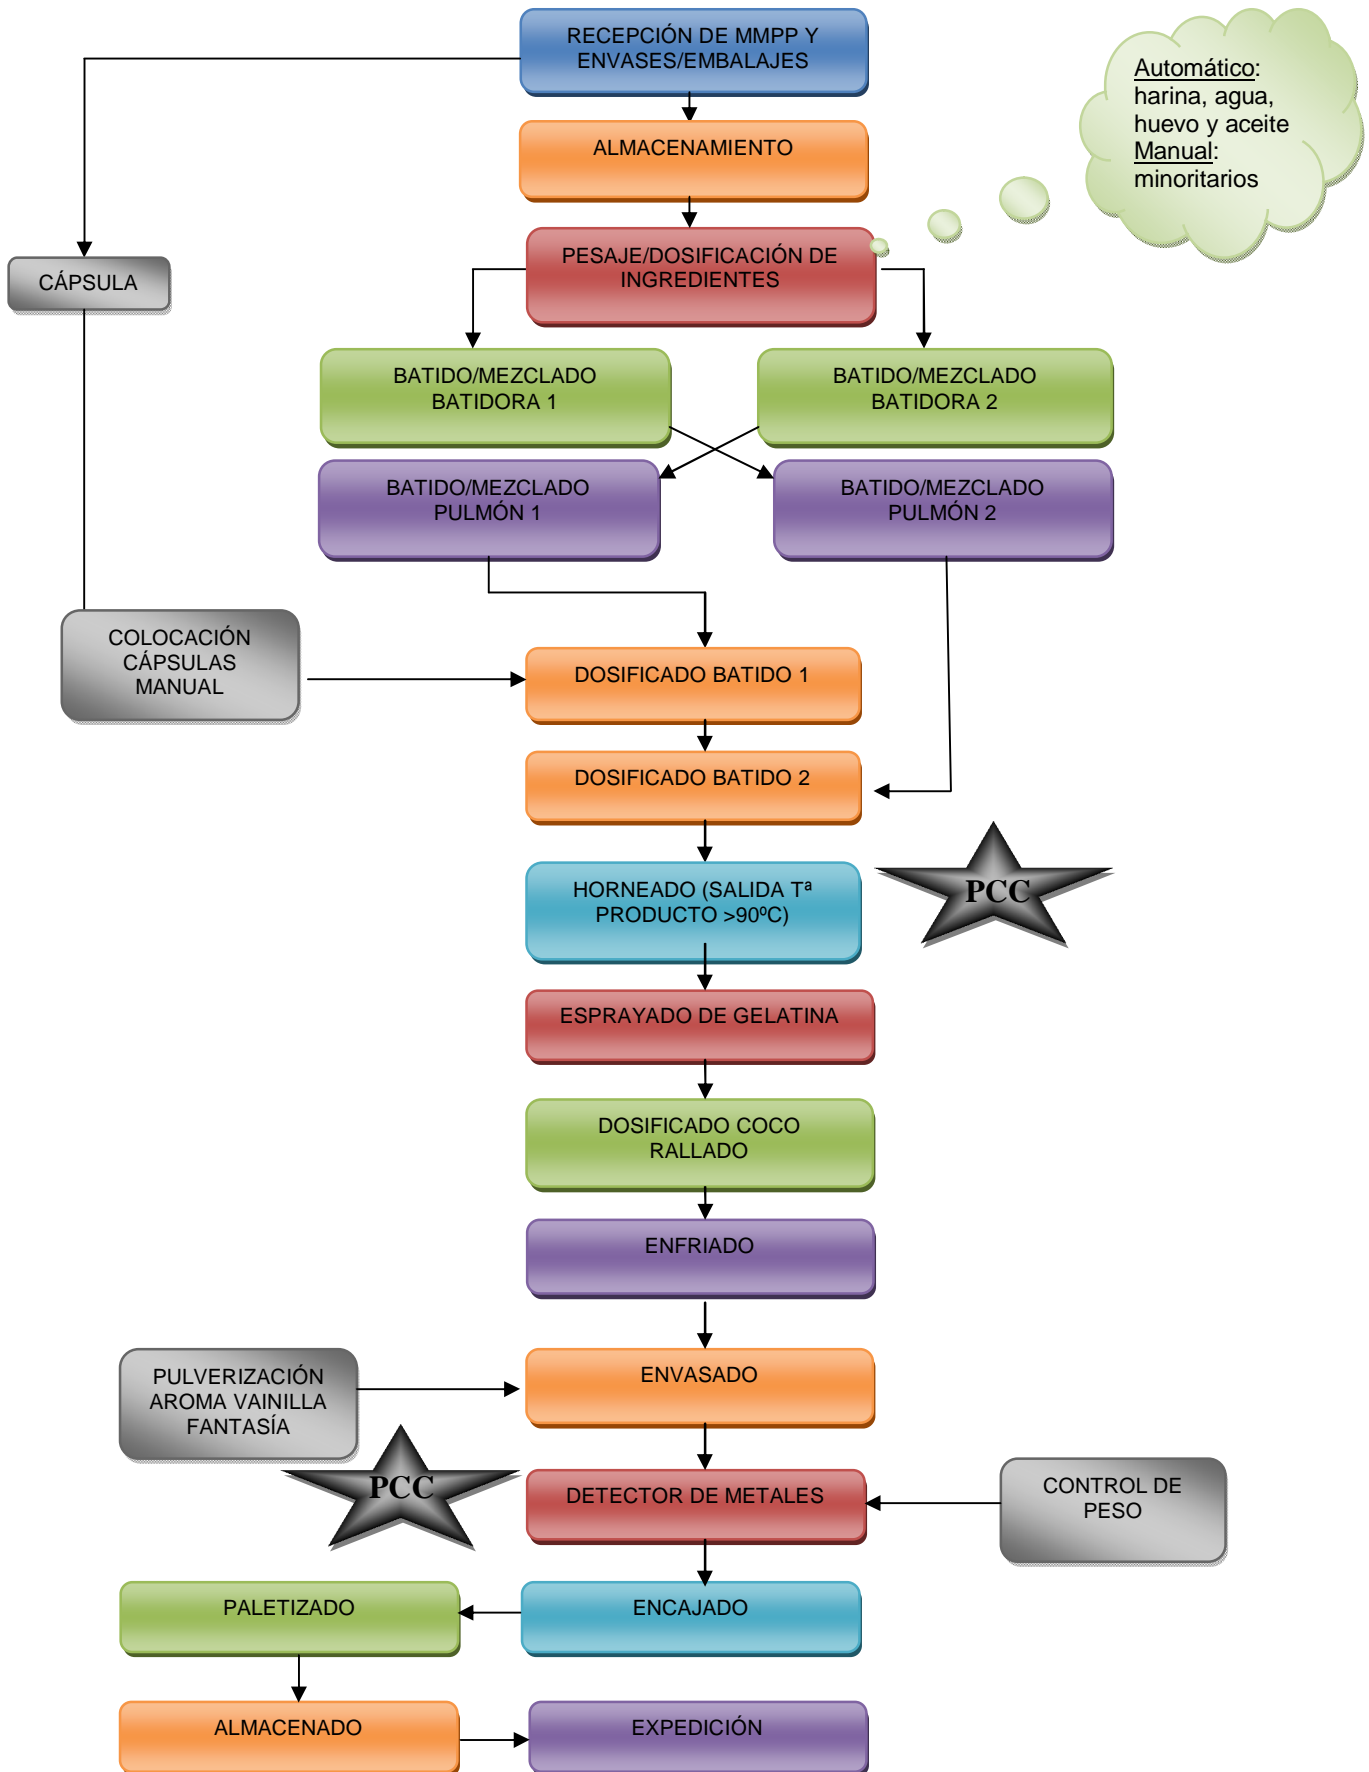 RECEPCIÓN DE MMPP Y
ENVASES/EMBALAJES
Automático:
harina, agua,
huevo y aceite
Manual:
minoritarios
ALMACENAMIENTO
PESAJE/DOSIFICACIÓN DE
INGREDIENTES
CÁPSULA
BATIDO/MEZCLADO
BATIDORA 1
BATIDO/MEZCLADO
BATIDORA 2
BATIDO/MEZCLADO
PULMÓN 1
BATIDO/MEZCLADO
PULMÓN 2
COLOCACIÓN
CÁPSULAS
MANUAL
DOSIFICADO BATIDO 1
DOSIFICADO BATIDO 2
HORNEADO (SALIDA Tª
PRODUCTO >90ºC)
PCC
ESPRAYADO DE GELATINA
DOSIFICADO COCO
RALLADO
ENFRIADO
PULVERIZACIÓN
AROMA VAINILLA
FANTASÍA
ENVASADO
PCC
DETECTOR DE METALES
CONTROL DE
PESO
PALETIZADO
ENCAJADO
ALMACENADO
EXPEDICIÓN